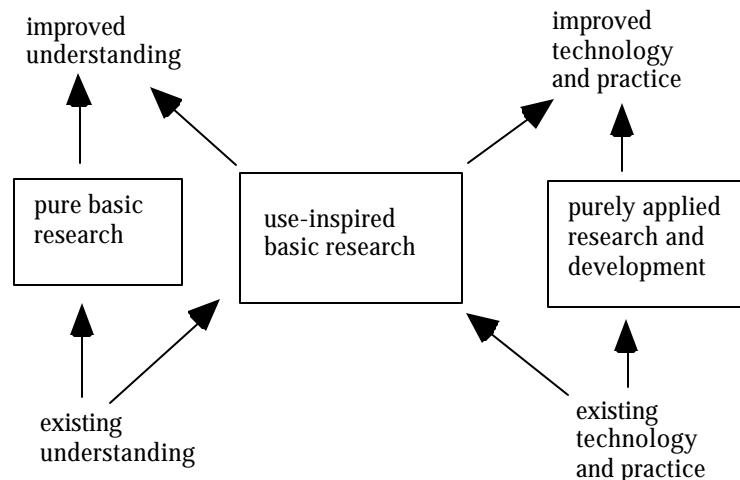 improved
understanding
improved
technology
and practice
pure basic
research
use-inspired
basic research
purely applied
research and
development
existing
understanding
existing
technology
and practice